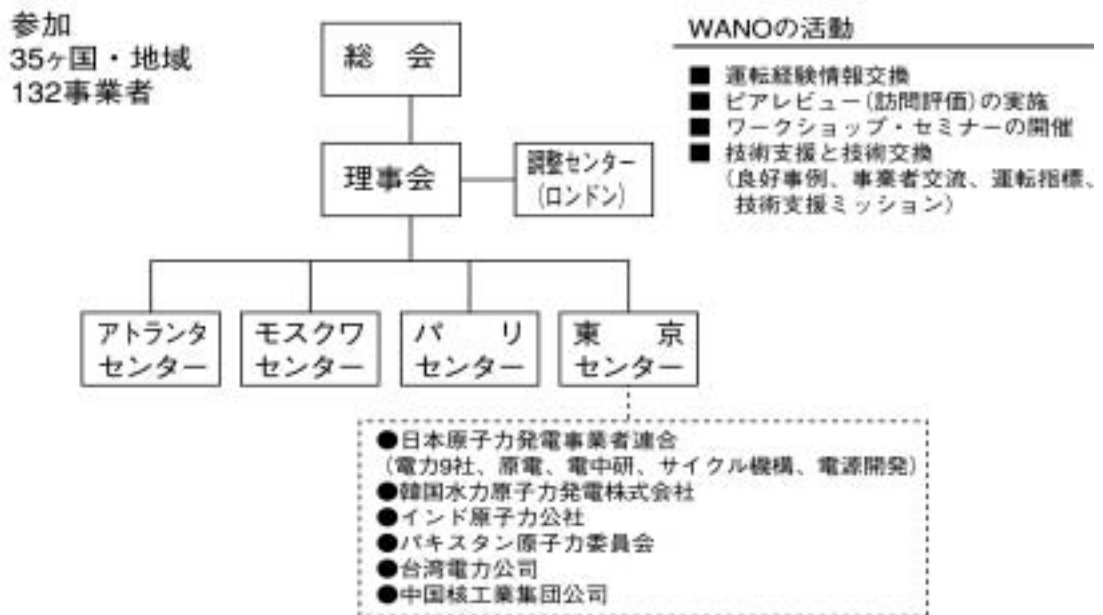 参加
35ヶ国・地域
132事業者
総 会
理事会
調整センター
(ロンドン)
アトランタ
センター
モスクワ
センター
パ リ
センター
東 京
センター
●日本原子力発電事業者連合
(電力9社、原電、電中研、サイクル機構、電源開発)
●韓国水力原子力発電株式会社
●インド原子力公社
●パキスタン原子力委員会
●台湾電力公司
●中国核工業集団公司
WANOの活動
■ 運転経験情報交換
■ ピアレビュー(訪問評価)の実施
■ ワークショップ・セミナーの開催
■ 技術支援と技術交換
(良好事例、事業者交流、運転指標、
技術支援ミッション)